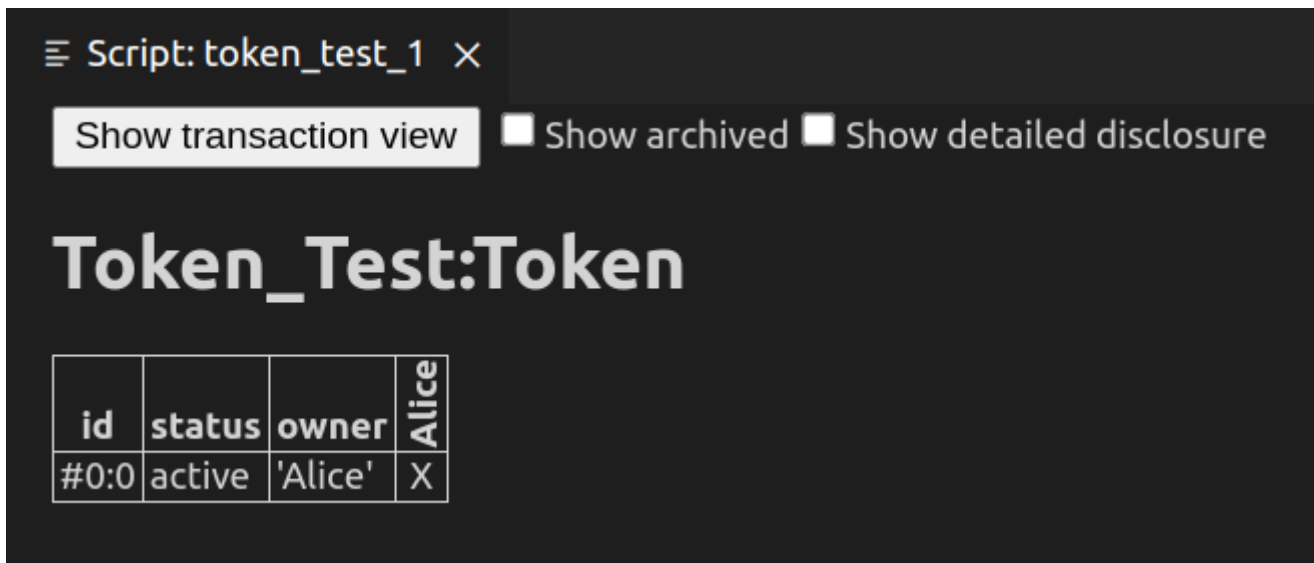 Script: token_test_1
Show transaction view Show archived Show detailed disclosure
Token_Test:Token
id status owner Alice
#0:0 active 'Alice' X